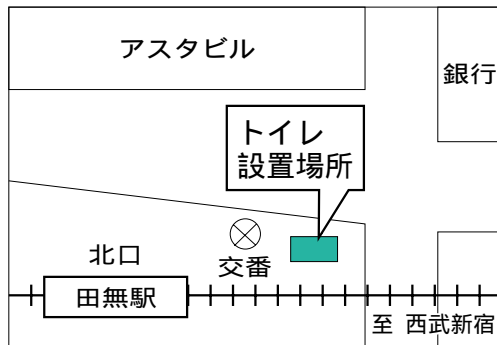 アスタビル
銀行
トイレ
設置場所
北口
交番
田無駅
至 西武新宿